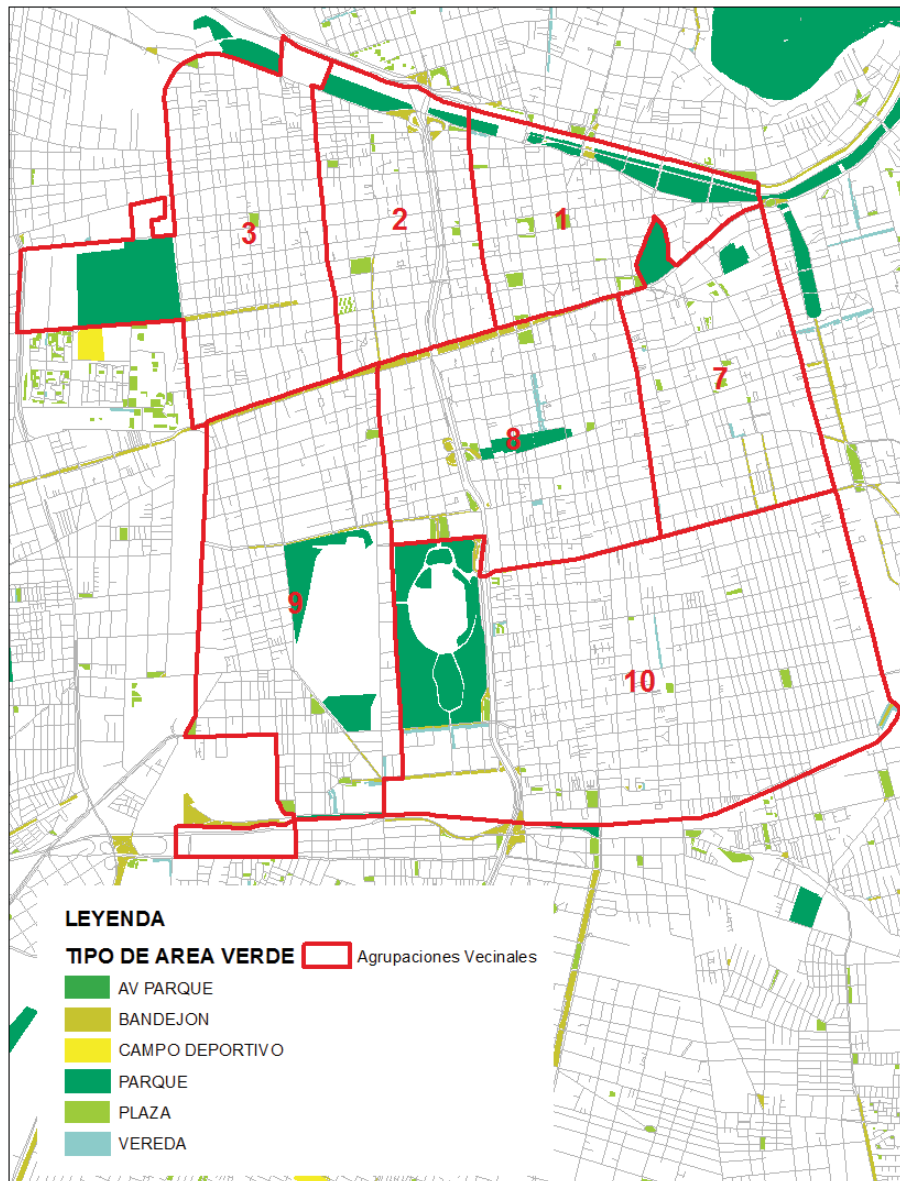 3
2
1
7
8
9
10
LEYENDA
TIPO DE AREA VERDE
Agrupaciones Vecinales
AV PARQUE
BANDEJON
CAMPO DEPORTIVO
PARQUE
PLAZA
VEREDA